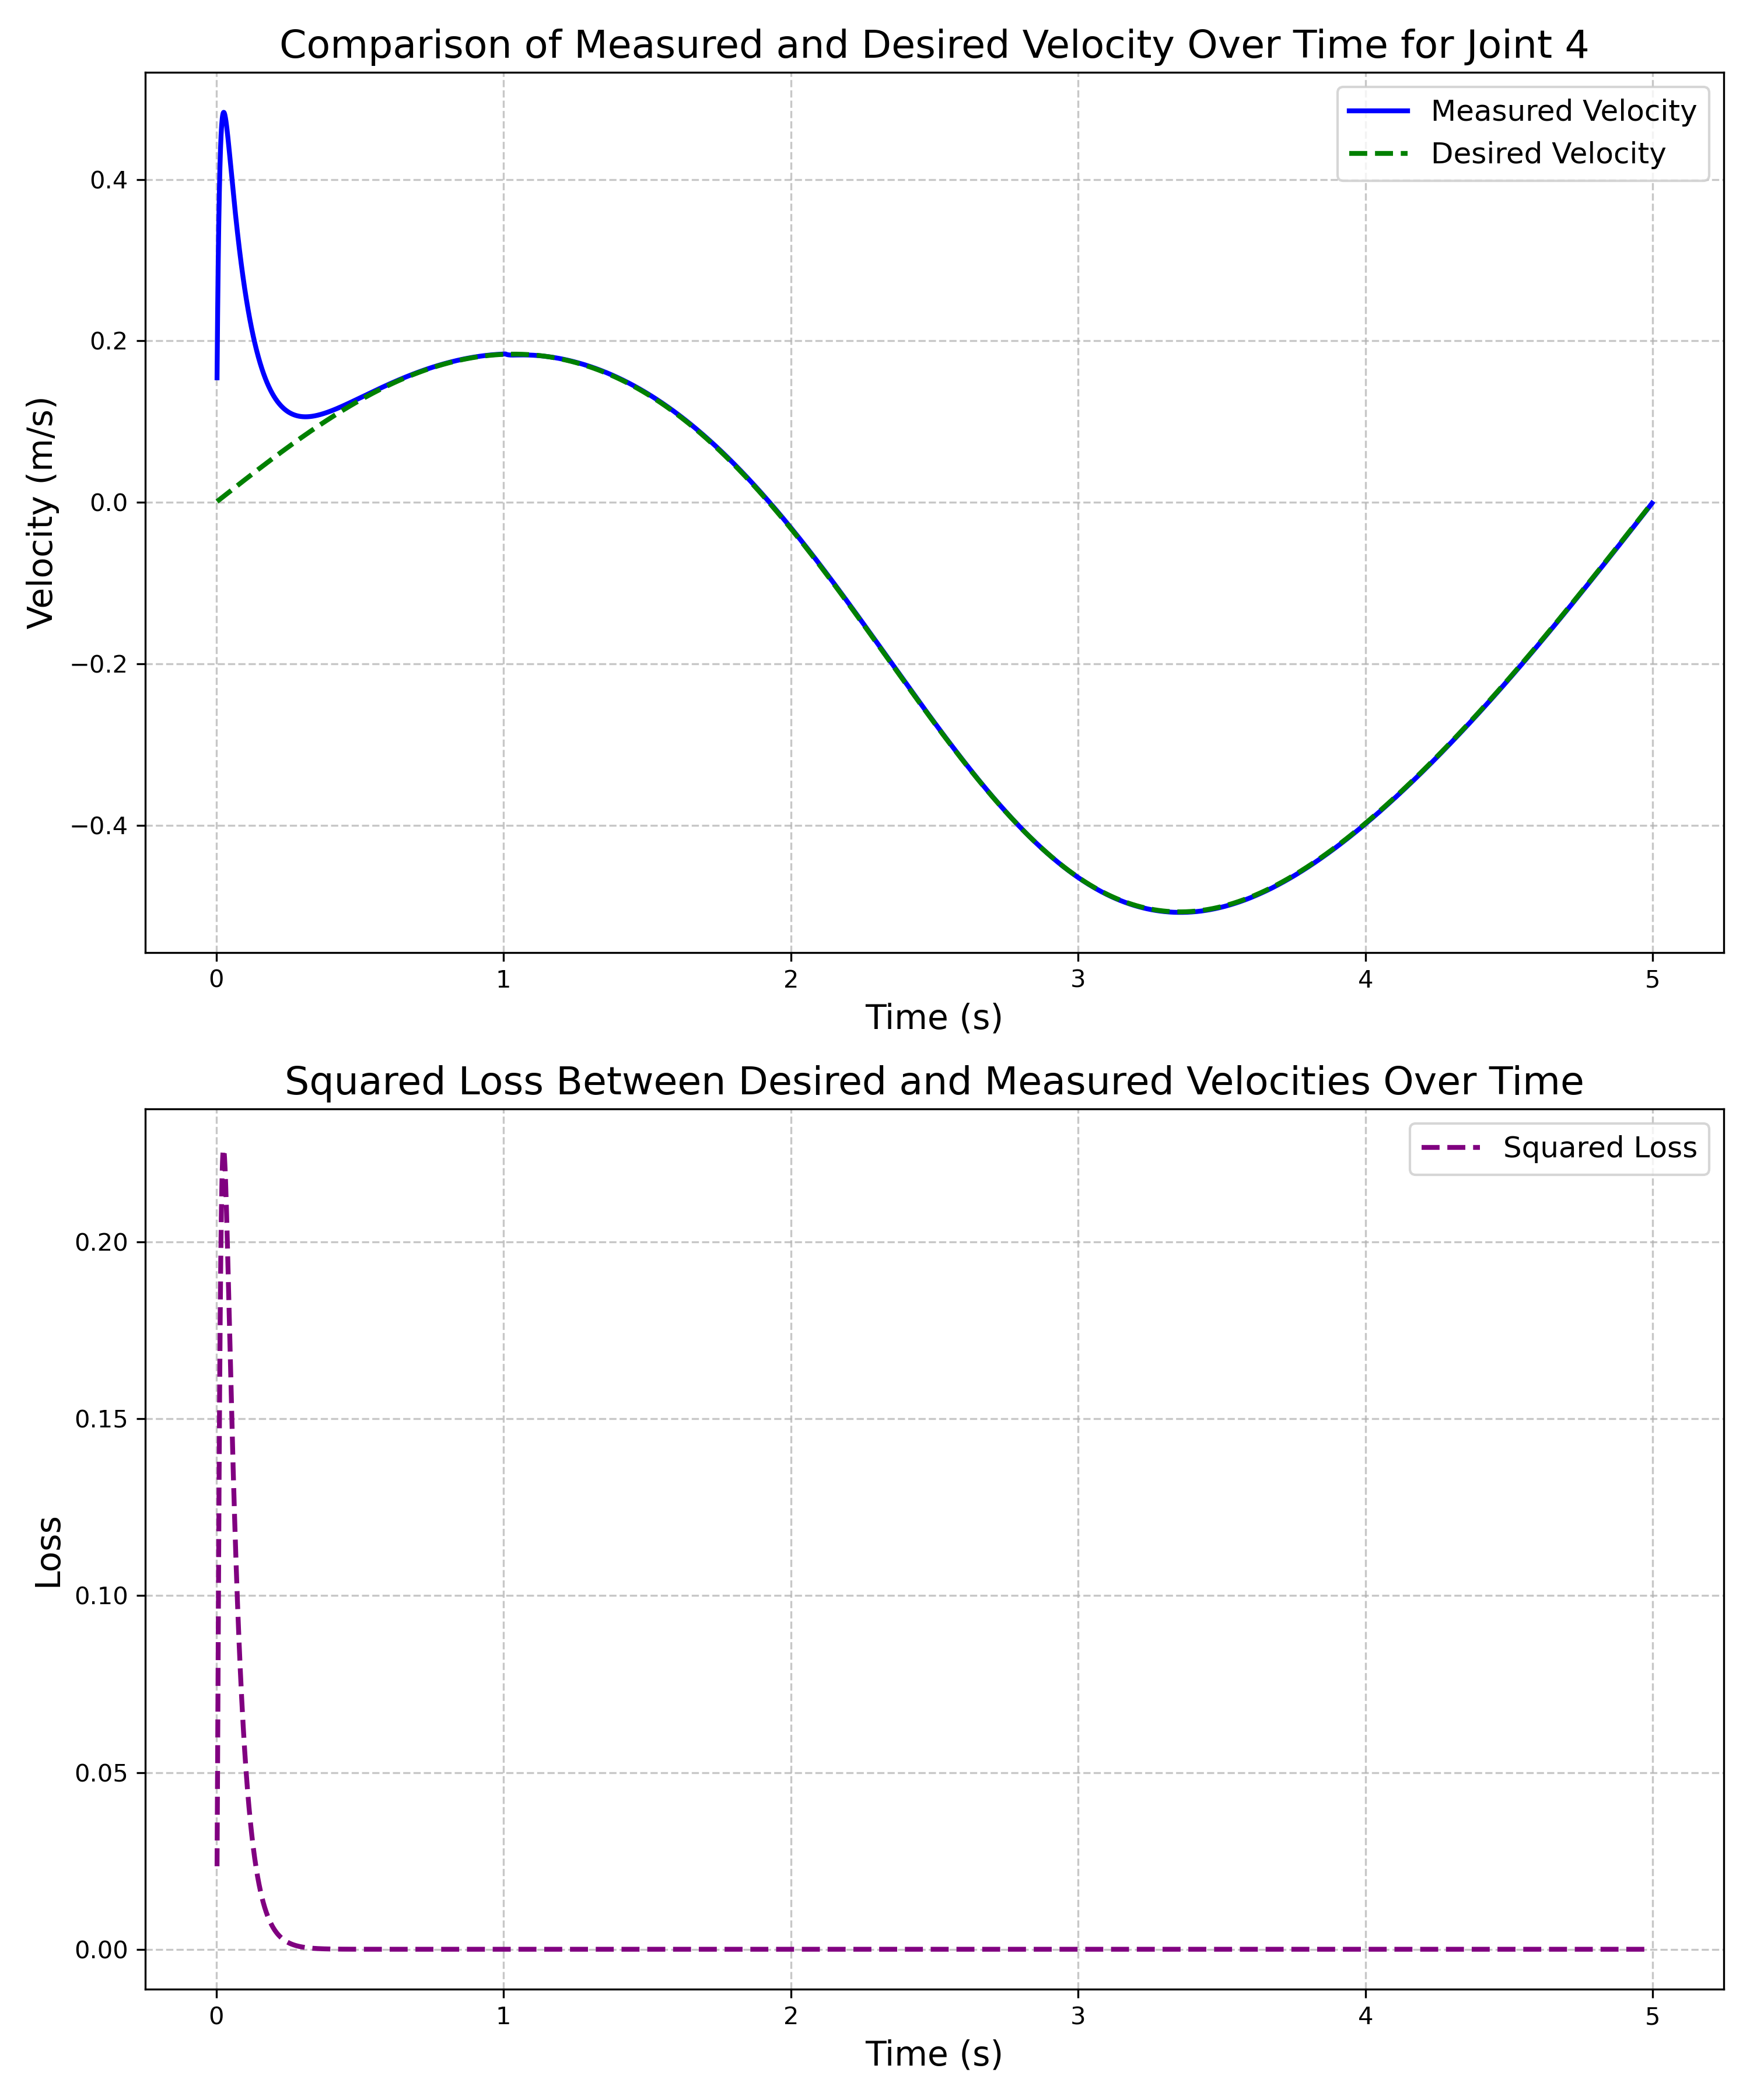 Comparison of Measured and Desired Velocity Over Time for Joint 4
Measured Velocity
Desired Velocity
Velocity (m/s)
0.4
0.2
0.0
−0.2
−0.4
0 1 2 3 4 5
Time (s)
Squared Loss Between Desired and Measured Velocities Over Time
Squared Loss
Loss
0.20
0.15
0.10
0.05
0.00
0 1 2 3 4 5
Time (s)